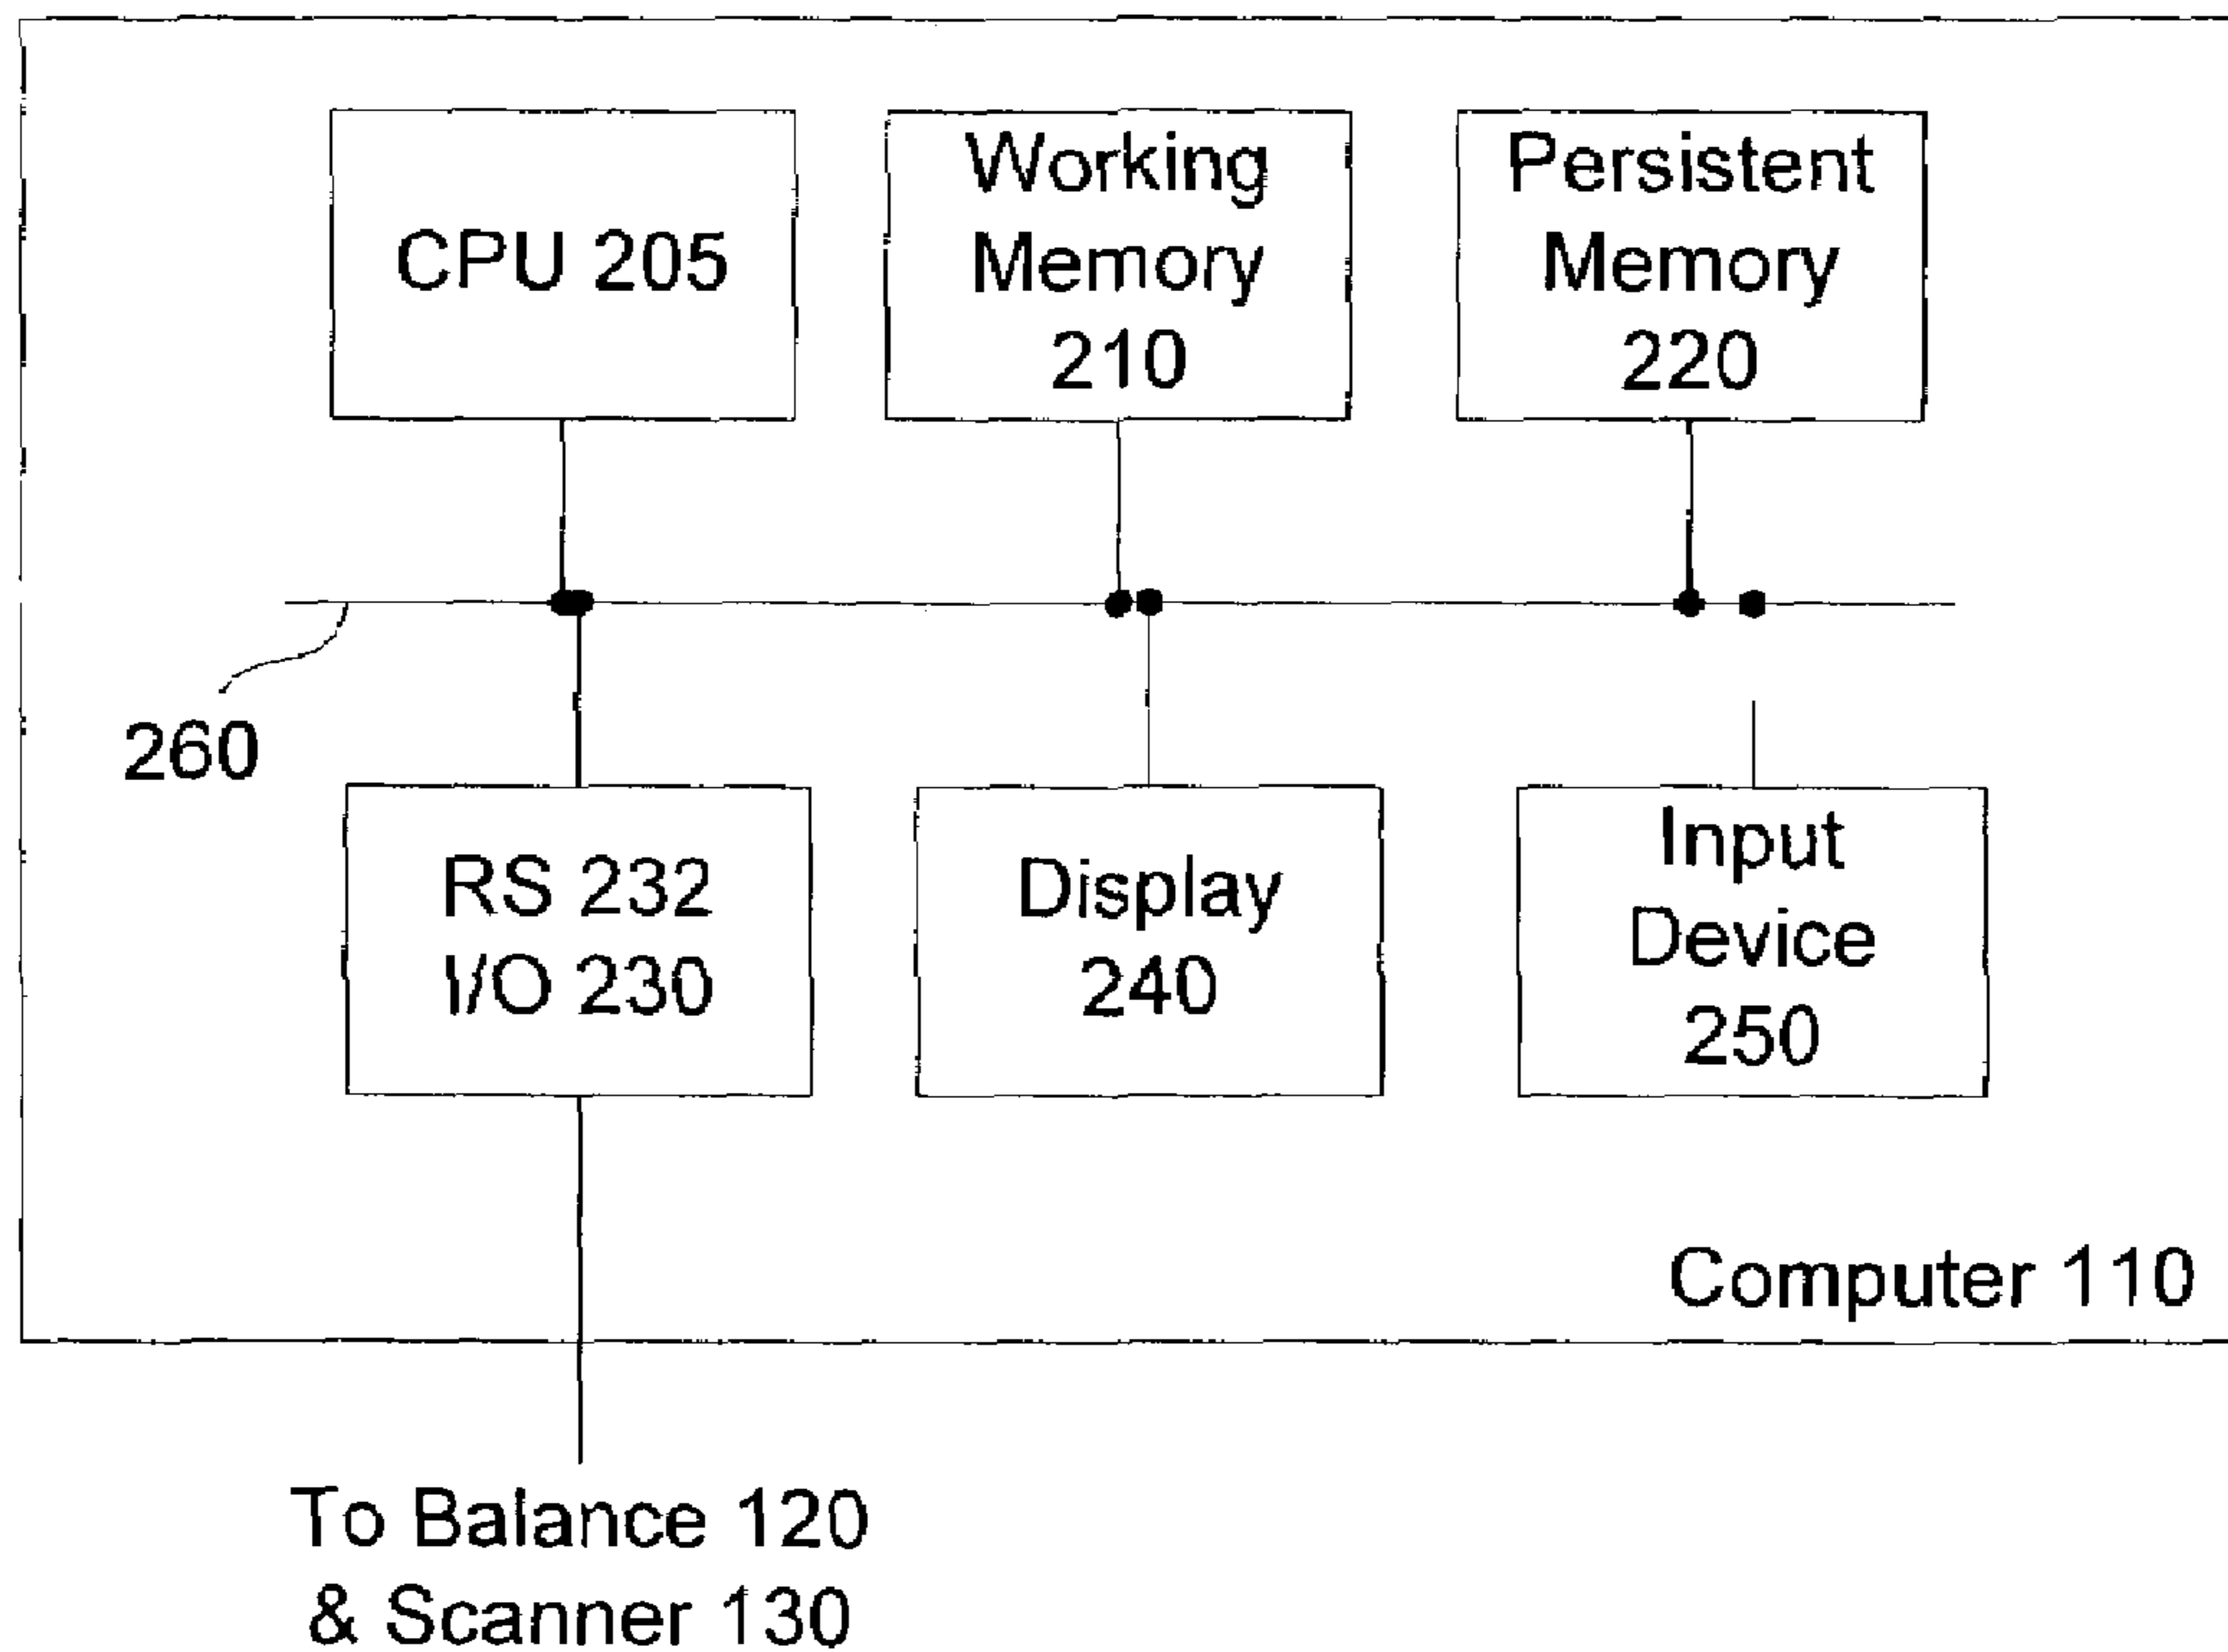 CPU 205
Working
Memory
210
Persistent
Memory
220
260
RS 232
I/O 230
Display
240
Input
Device
250
Computer 110
To Balance 120
& Scanner 130